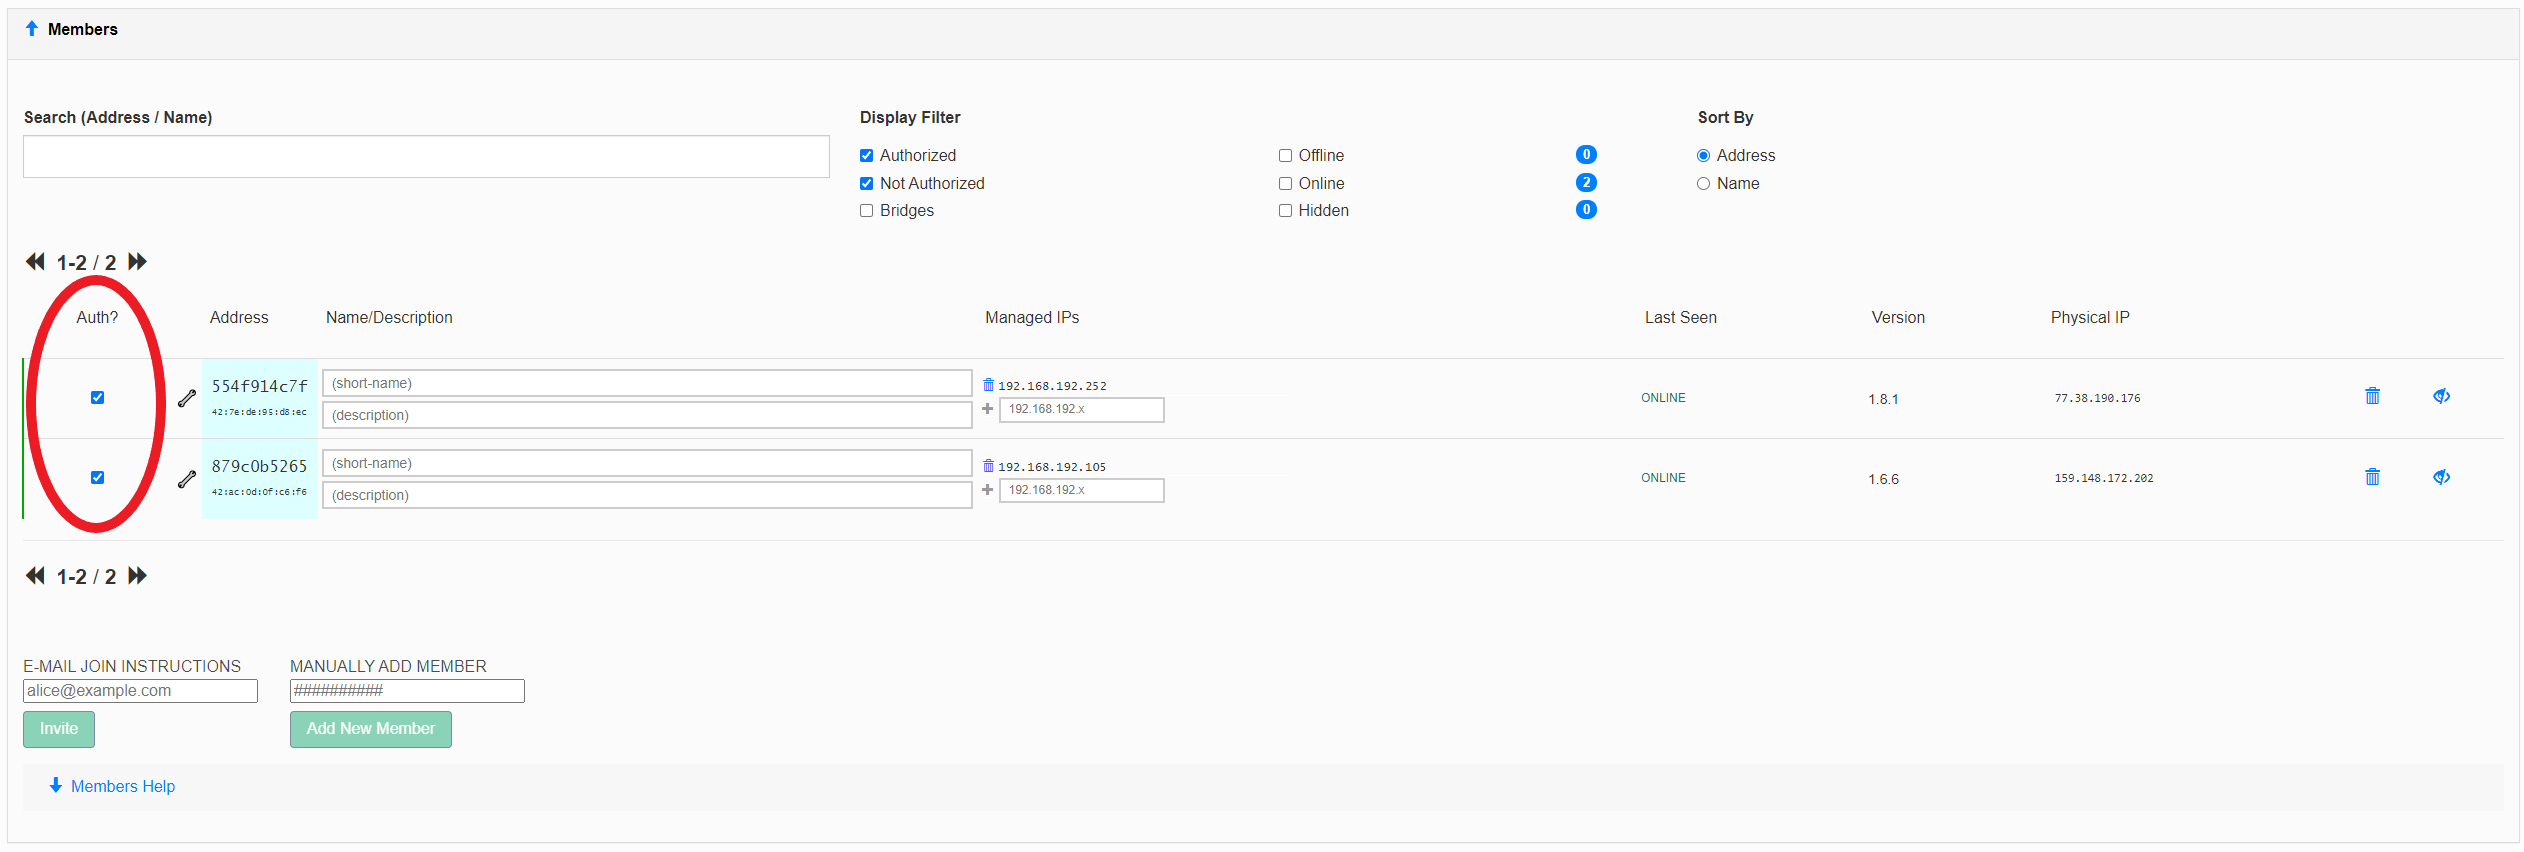 Members
Search (Address / Name)
Display Filter
Sort By
Authorized
Offline
0
Address
Not Authorized
Online
2
Name
Bridges
Hidden
0
1-2 / 2
Auth?
Address
Name/Description
Managed IPs
Last Seen
Version
Physical IP
554f914c7f
42:7e:de:95:d8:ec
(short-name)
(description)
192.168.192.252
192.168.192.x
ONLINE
1.8.1
77.38.190.176
879c0b5265
42:ac:0d:0f:c6:f6
(short-name)
(description)
192.168.192.105
192.168.192.x
ONLINE
1.6.6
159.148.172.202
1-2 / 2
E-MAIL JOIN INSTRUCTIONS
alice@example.com
Invite
MANUALLY ADD MEMBER
##########
Add New Member
Members Help